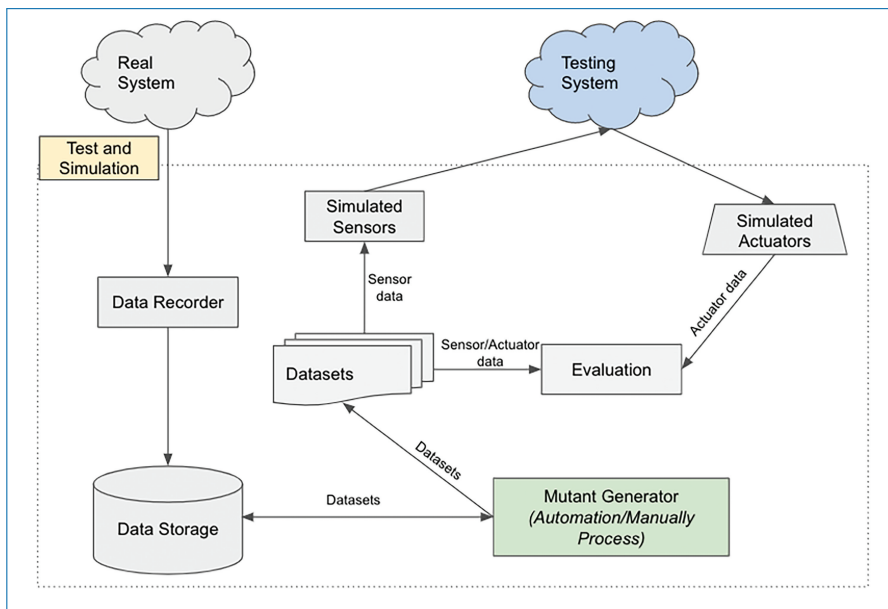 Real
System
Testing
System
Test and
Simulation
Simulated
Sensors
Simulated
Actuators
Sensor
data
Actuator data
Data Recorder
Sensor/Actuator
data
Datasets
Evaluation
Datasets
Datasets
Mutant Generator
(Automation/Manually
Process)
Data Storage